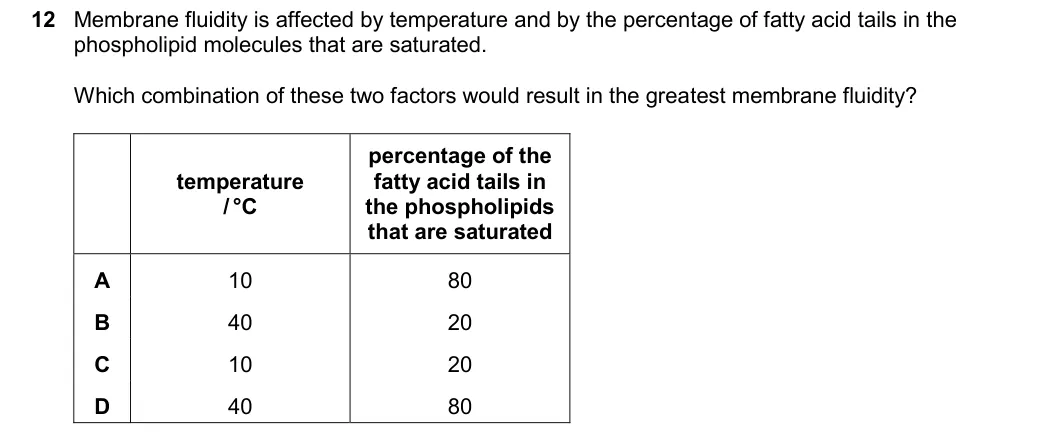 12 Membrane fluidity is affected by temperature and by the percentage of fatty acid tails in the
phospholipid molecules that are saturated.
Which combination of these two factors would result in the greatest membrane fluidity?
temperature
/ °C
percentage of the
fatty acid tails in
the phospholipids
that are saturated
A 10 80
B 40 20
C 10 20
D 40 80